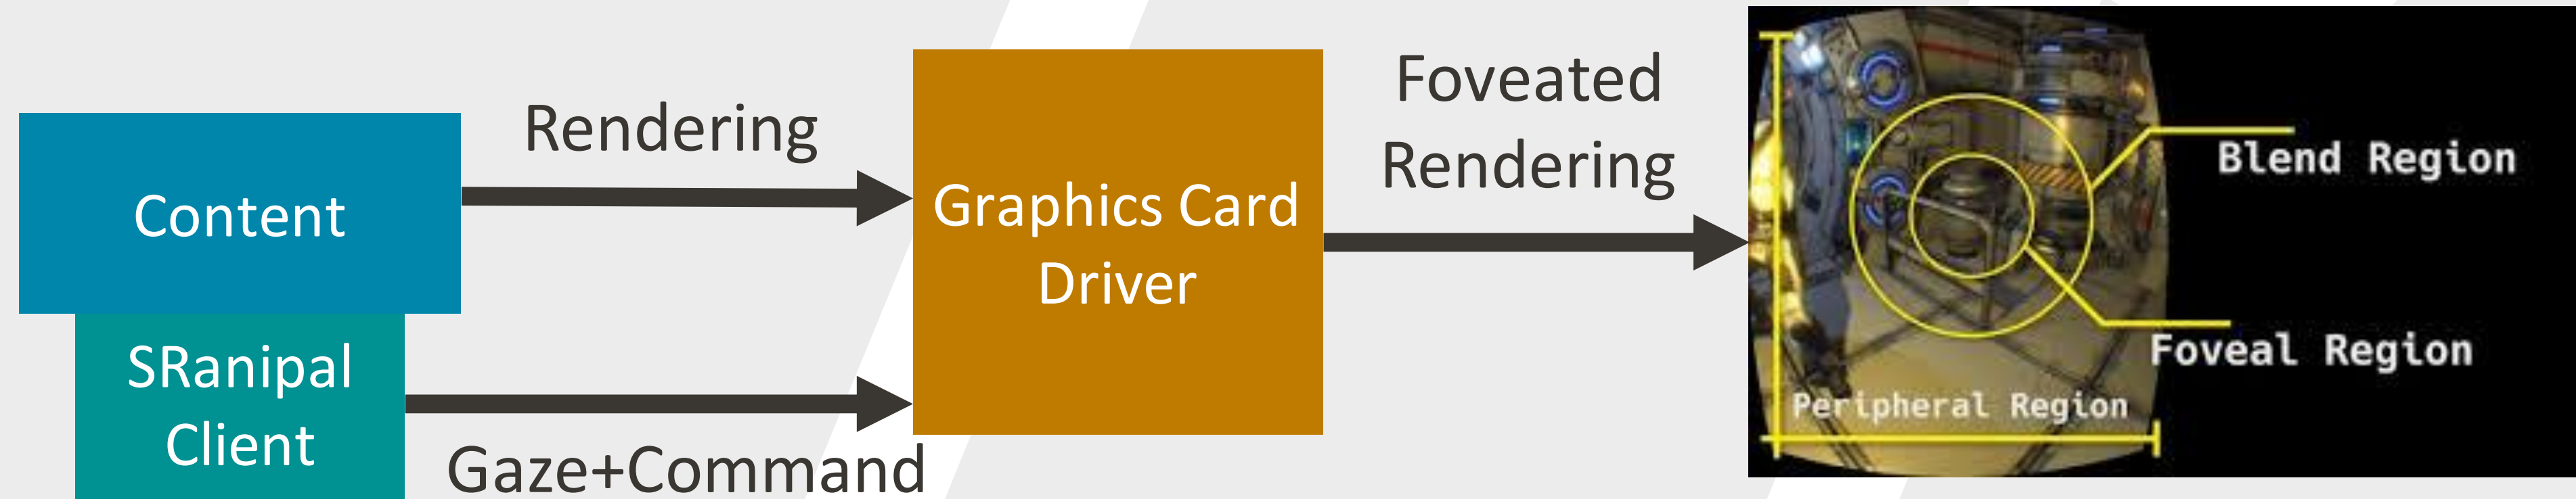 Content
SRanipal
Client
Rendering
Gaze+Command
Graphics Card
Driver
Foveated
Rendering
Blend Region
Foveal Region
Peripheral Region